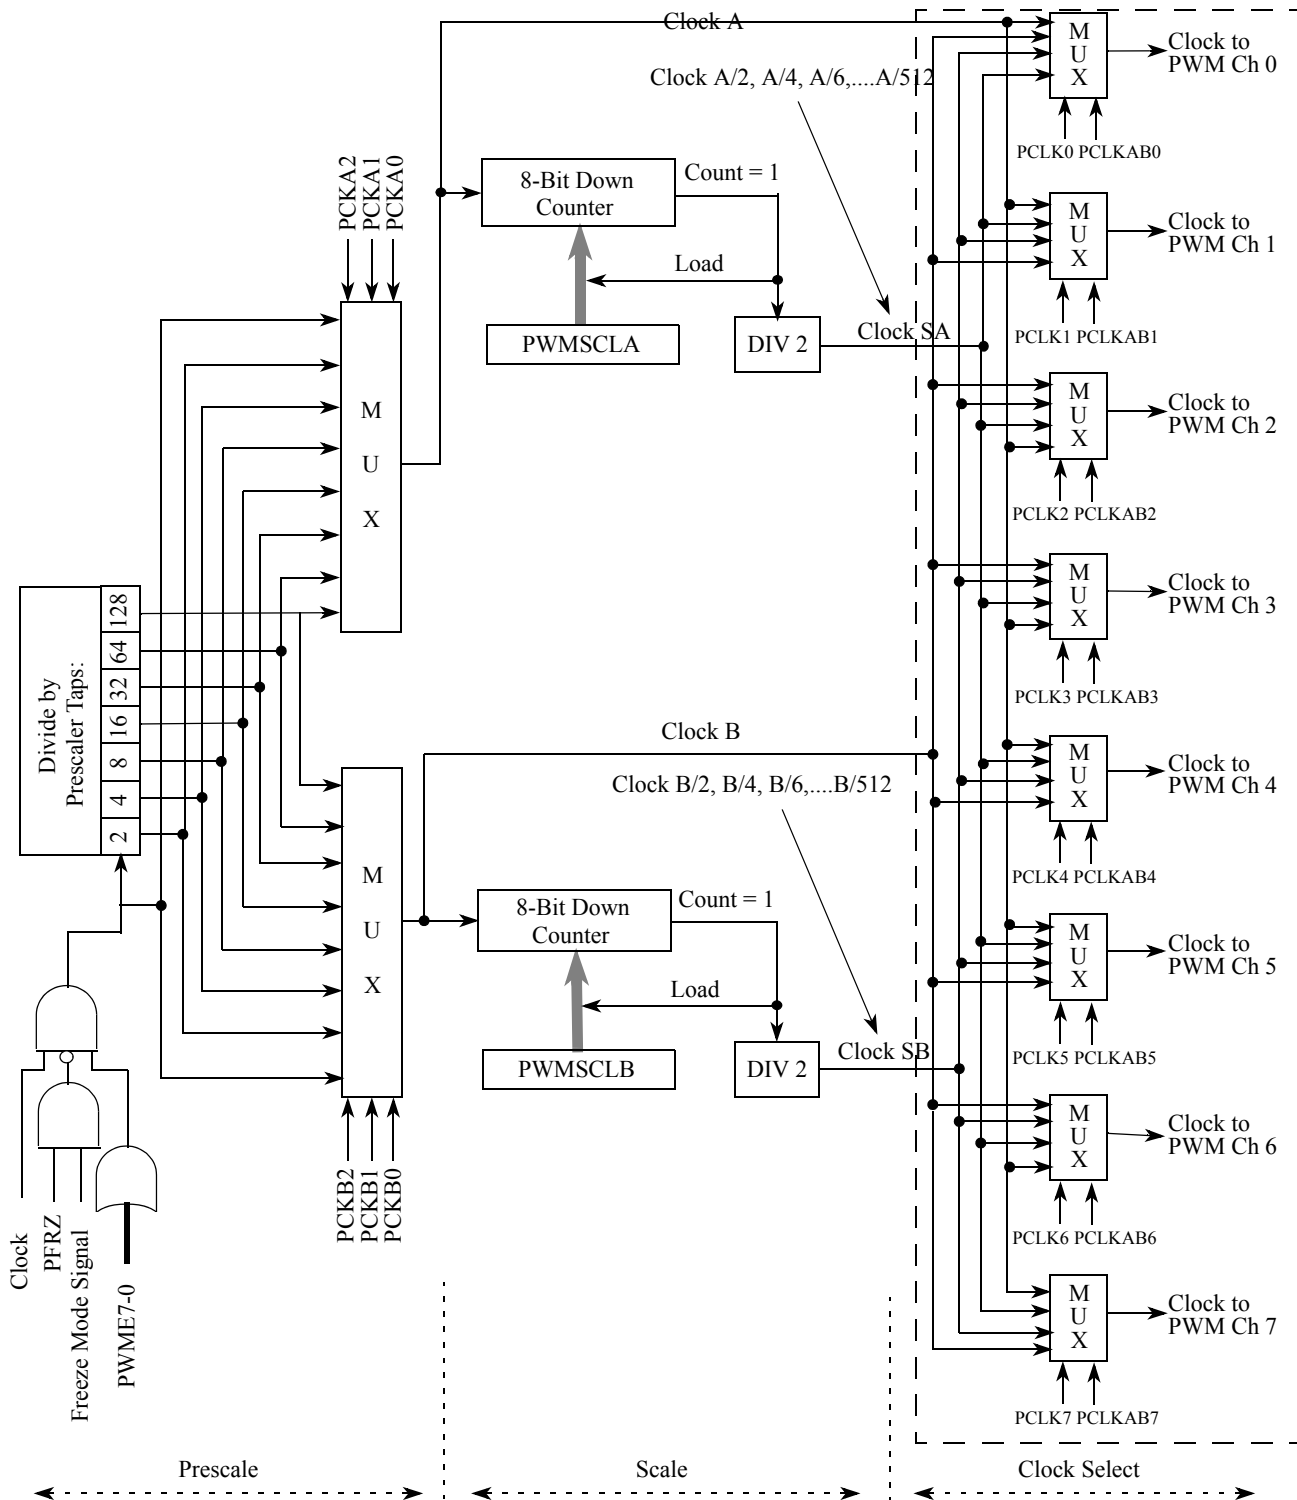 Clock A
Clock A/2, A/4, A/6,....A/512
PCKA2
PCKA1
PCKA0
8-Bit Down
Counter
Count = 1
Load
PWMSCLA
DIV 2
Clock SA
M
U
X
Divide by
Prescaler Taps:
128
64
32
16
8
4
2
Clock B
Clock B/2, B/4, B/6,....B/512
M
U
X
8-Bit Down
Counter
Count = 1
Load
PWMSCLB
DIV 2
Clock SB
PCKB2
PCKB1
PCKB0
Clock
PFRZ
Freeze Mode Signal
PWME7-0
M
U
X
Clock to
PWM Ch 0
PCLK0 PCLKAB0
M
U
X
Clock to
PWM Ch 1
PCLK1 PCLKAB1
M
U
X
Clock to
PWM Ch 2
PCLK2 PCLKAB2
M
U
X
Clock to
PWM Ch 3
PCLK3 PCLKAB3
M
U
X
Clock to
PWM Ch 4
PCLK4 PCLKAB4
M
U
X
Clock to
PWM Ch 5
PCLK5 PCLKAB5
M
U
X
Clock to
PWM Ch 6
PCLK6 PCLKAB6
M
U
X
Clock to
PWM Ch 7
PCLK7 PCLKAB7
Prescale
Scale
Clock Select